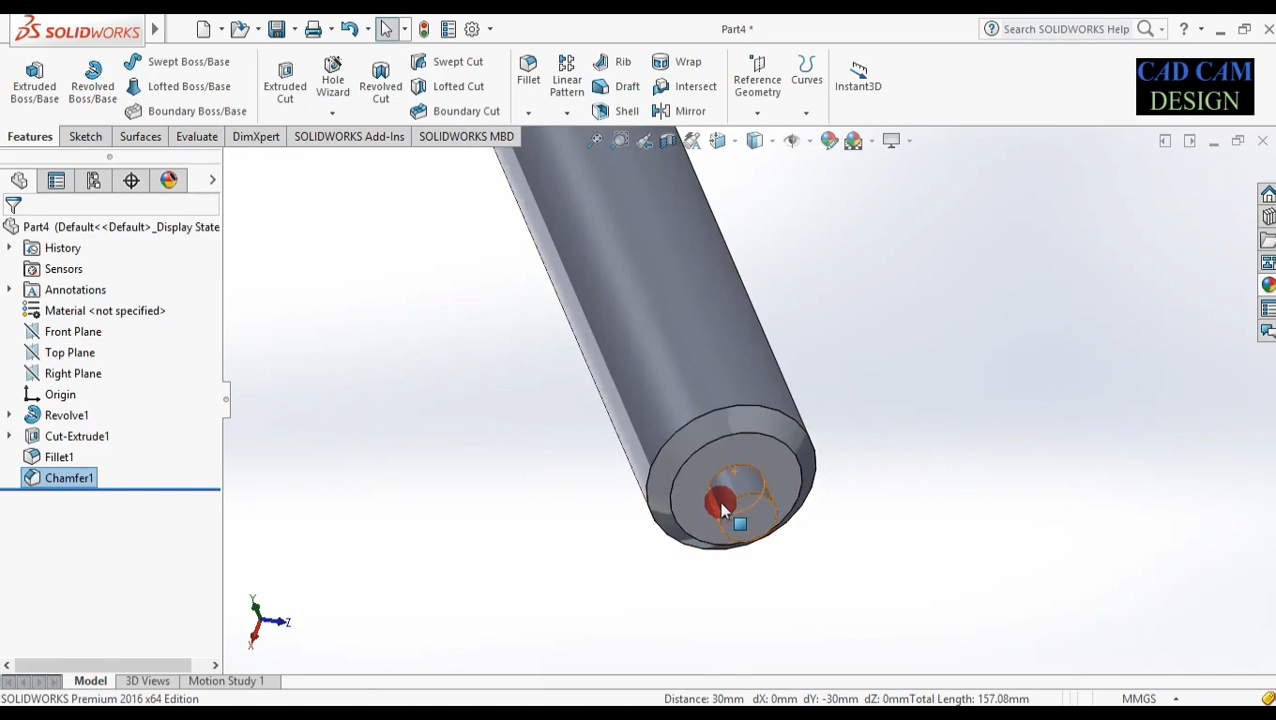 SOLIDWORKS
Part4 *
Search SOLIDWORKS Help
?
CAD CAM
DESIGN
Extruded
Boss/Base
Revolved
Boss/Base
Swept Boss/Base
Lofted Boss/Base
Boundary Boss/Base
Extruded
Cut
Hole
Wizard
Revolved
Cut
Swept Cut
Lofted Cut
Boundary Cut
Fillet
Linear
Pattern
Rib
Draft
Shell
Wrap
Intersect
Mirror
Reference
Geometry
Curves
Instant3D
Features
Sketch
Surfaces
Evaluate
DimXpert
SOLIDWORKS Add-Ins
SOLIDWORKS MBD
Part4 (Default<<Default>_Display State
History
Sensors
Annotations
Material <not specified>
Front Plane
Top Plane
Right Plane
Origin
Revolve1
Cut-Extrude1
Fillet1
Chamfer1
Y
Z
X
Model
3D Views
Motion Study 1
SOLIDWORKS Premium 2016 x64 Edition
Distance: 30mm dX: 0mm dY: -30mm dZ: 0mmTotal Length: 157.08mm
MMGS